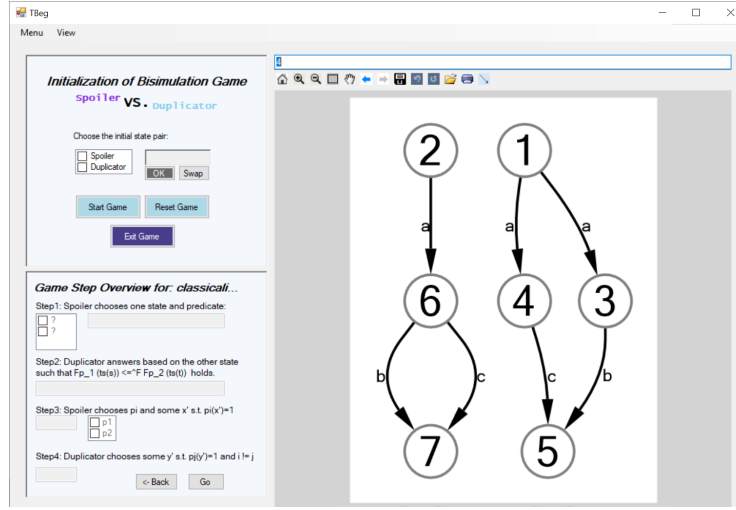 TBeg
Menu View
4
Initialization of Bisimulation Game
Spoiler VS. Duplicator
Choose the initial state pair:
Spoiler
Duplicator
OK Swap
Start Game Reset Game
Exit Game
Game Step Overview for: classicali...
Step1: Spoiler chooses one state and predicate:
?
?
Step2: Duplicator answers based on the other state
such that Fp_1 (ts(s)) <=^F Fp_2 (ts(t)) holds.
Step3: Spoiler chooses pi and some x' s.t. pi(x')=1
p1
p2
Step4: Duplicator chooses some y' s.t. pj(y')=1 and i != j
<- Back Go
2 1
a a a
6 4 3
b c c b
7 5